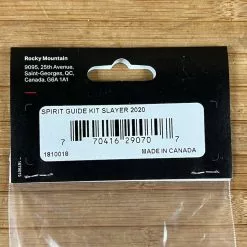 Rocky Mountain
9095, 25th Avenue,
Saint-Georges, QC,
Canada, G6A 1A1
SPIRIT GUIDE KIT SLAYER 2020
7 70416 29070 7
1810018 MADE IN CANADA